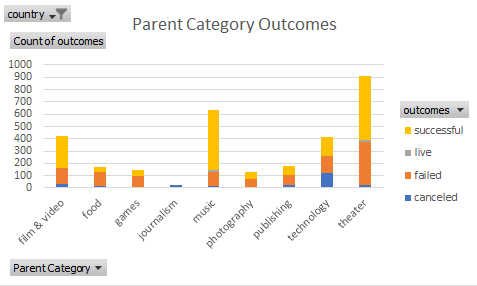 country
Parent Category Outcomes
Count of outcomes
1000
900
800
700
600
500
400
300
200
100
0
film & video
food
games
journalism
music
photography
publishing
technology
theater
outcomes
successful
live
failed
canceled
Parent Category